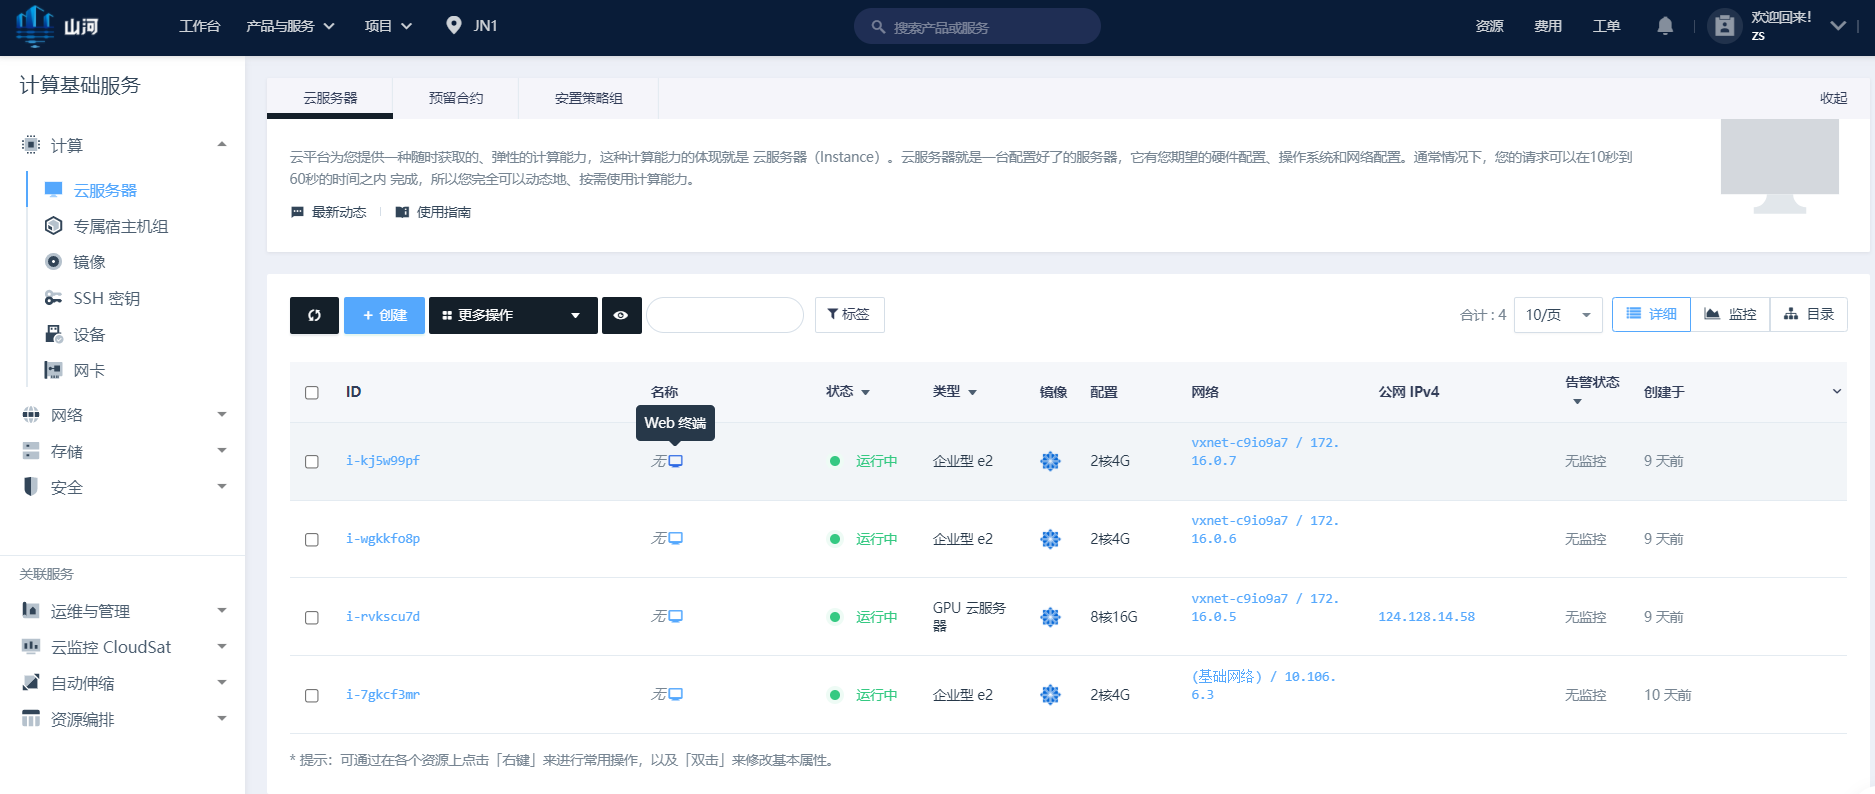 山河
工作台
产品与服务
项目
JN1
搜索产品或服务
资源
费用
工单
欢迎回来!
zs
计算基础服务
计算
云服务器
专属宿主机组
镜像
SSH 密钥
设备
网卡
网络
存储
安全
关联服务
运维与管理
云监控 CloudSat
自动伸缩
资源编排
云服务器
预留合约
安置策略组
收起
云平台为您提供一种随时获取的、弹性的计算能力，这种计算能力的体现就是 云服务器（Instance）。云服务器就是一台配置好了的服务器，它有您期望的硬件配置、操作系统和网络配置。通常情况下，您的请求可以在10秒到
60秒的时间之内 完成，所以您完全可以动态地、按需使用计算能力。
最新动态
使用指南
+ 创建
更多操作
标签
合计 : 4
10/页
详细
监控
目录
ID 名称 状态 类型 镜像 配置 网络 公网 IPv4 告警状态 创建于
Web 终端
i-kj5w99pf 无 运行中 企业型 e2 2核4G vxnet-c9io9a7 / 172.
16.0.7 无监控 9 天前
i-wgkkfo8p 无 运行中 企业型 e2 2核4G vxnet-c9io9a7 / 172.
16.0.6 无监控 9 天前
i-rvkscu7d 无 运行中 GPU 云服务
器 8核16G vxnet-c9io9a7 / 172.
16.0.5 124.128.14.58 无监控 9 天前
i-7gkcf3mr 无 运行中 企业型 e2 2核4G (基础网络) / 10.106.
6.3 无监控 10 天前
* 提示：可通过在各个资源上点击「右键」来进行常用操作，以及「双击」来修改基本属性。